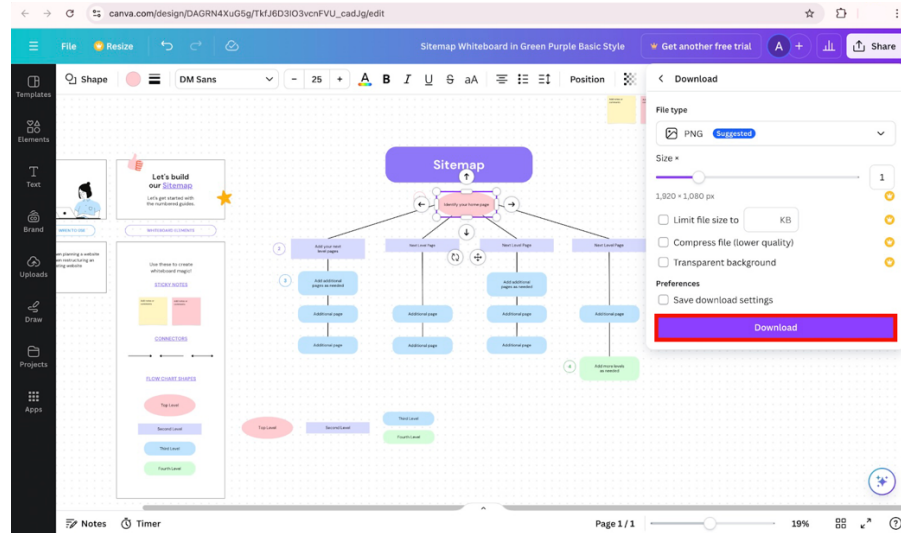 canva.com/design/DAGRN4XuG5g/TkfJ6D3IO3vcnFVU_cadJg/edit
File
Resize
Sitemap Whiteboard in Green Purple Basic Style
Get another free trial
A
+
Share
Templates
Elements
Text
Brand
Uploads
Draw
Projects
Apps
Shape
DM Sans
– 25 +
A B I U S aA
Position
Let's build
our Sitemap
Let's get started with
the numbered guides.
WHITEBOARD ELEMENTS
Use these to create
whiteboard magic!
STICKY NOTES
CONNECTORS
FLOW CHART SHAPES
Top Level
Second Level
Third Level
Fourth Level
Sitemap
Identify your home page
2
Add your next
level pages
Next Level Page
Next Level Page
Next Level Page
3
Add additional
pages as needed
Add additional
pages as needed
Additional page
Additional page
Additional page
Additional page
Additional page
Additional page
Additional page
4
Add more levels
as needed
Top Level
Second Level
Third Level
Fourth Level
Download
File type
PNG
Suggested
Size ×
1
1,920 × 1,080 px
Limit file size to
KB
Compress file (lower quality)
Transparent background
Preferences
Save download settings
Download
Notes
Timer
Page 1 / 1
19%
?